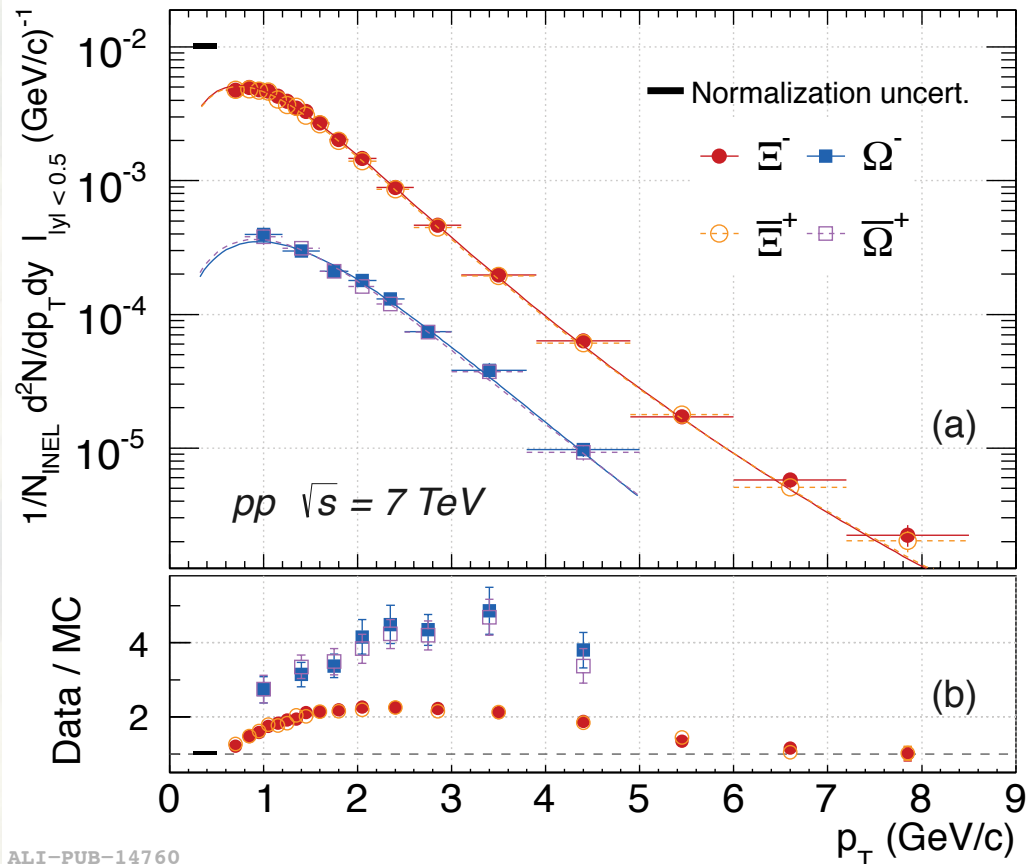 1/N_INEL d²N/dp_T dy |_|y| < 0.5 (GeV/c)⁻¹
10⁻²
10⁻³
10⁻⁴
10⁻⁵
Normalization uncert.
Ξ⁻ Ω⁻
Ξ̅⁺ Ω̅⁺
(a)
pp √s = 7 TeV
Data / MC
4
2
(b)
0 1 2 3 4 5 6 7 8 9
p_T (GeV/c)
ALI−PUB−14760